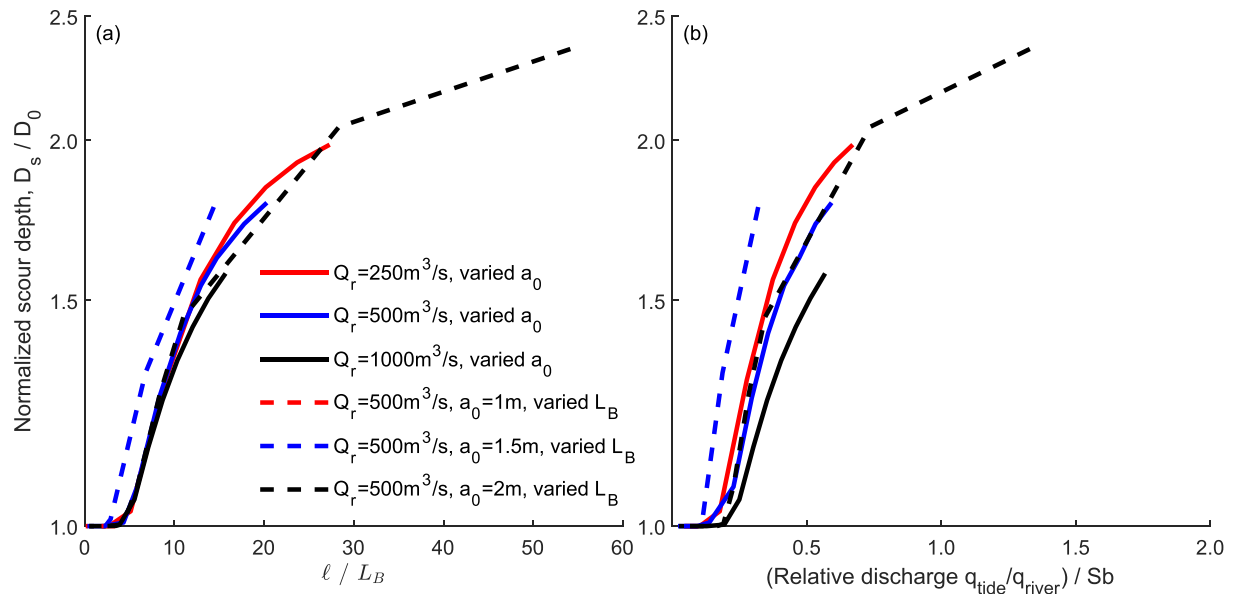 (a)
(b)
Normalized scour depth, D_s / D_0
2.5
2.0
1.5
1.0
0 10 20 30 40 50 60
ℓ / L_B
Q_r=250m^3/s, varied a_0
Q_r=500m^3/s, varied a_0
Q_r=1000m^3/s, varied a_0
Q_r=500m^3/s, a_0=1m, varied L_B
Q_r=500m^3/s, a_0=1.5m, varied L_B
Q_r=500m^3/s, a_0=2m, varied L_B
2.5
2.0
1.5
1.0
0.5 1.0 1.5 2.0
(Relative discharge q_tide/q_river) / Sb